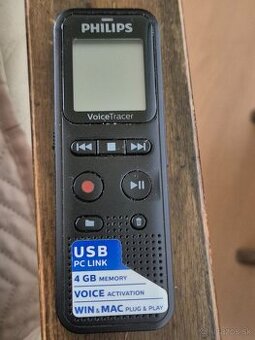 PHILIPS
VoiceTracer
USB
PC LINK
4 GB MEMORY
VOICE ACTIVATION
WIN & MAC PLUG & PLAY